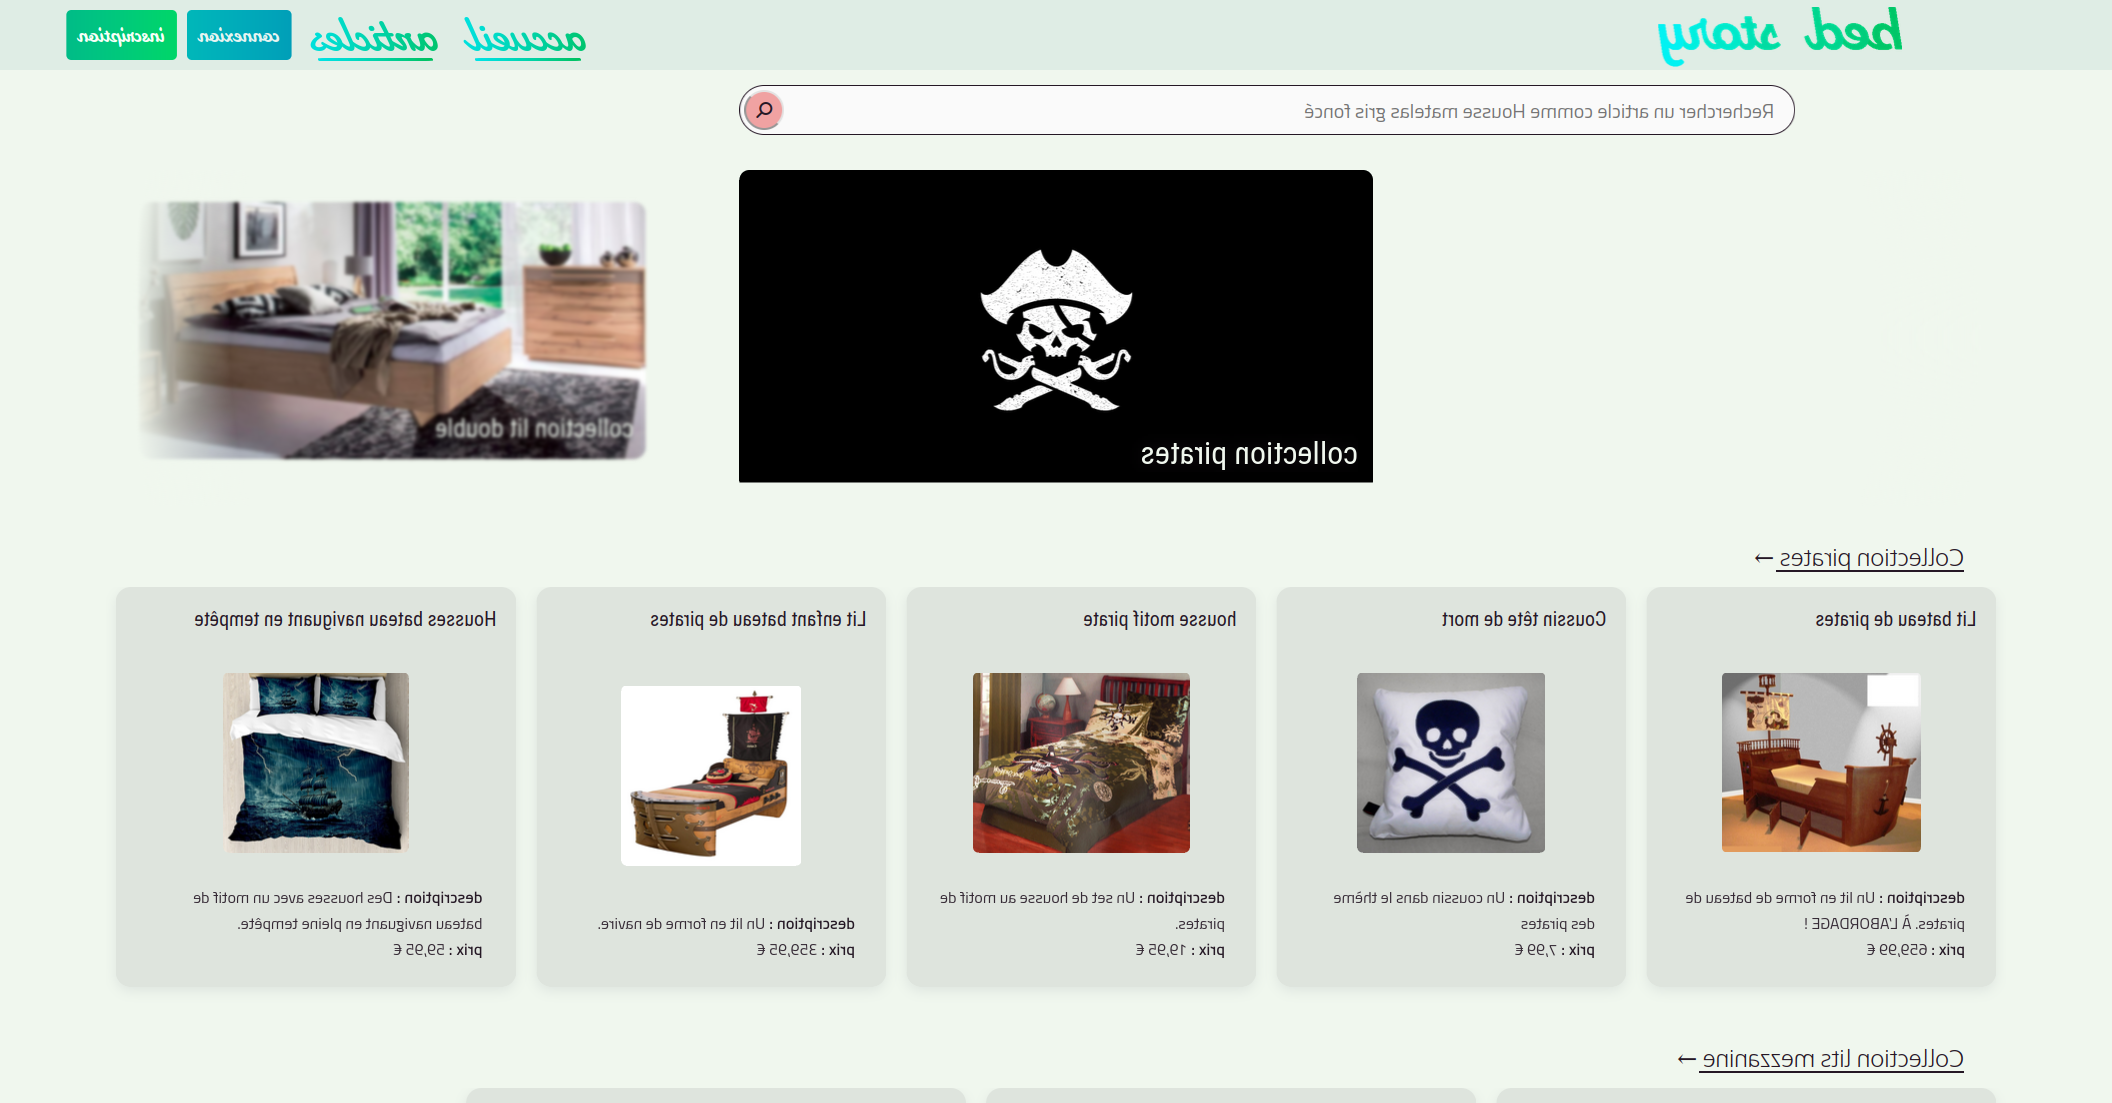 bed story
accueil
articles
connexion
inscription
Rechercher un article comme Housse matelas gris foncé
collection pirates
collection lit double
Collection pirates →
Lit bateau de pirates
description : Un lit en forme de bateau de
pirates. À L'ABORDAGE !
prix : 659,99 €
Coussin tête de mort
description : Un coussin dans le thème
des pirates
prix : 7,99 €
housse motif pirate
description : Un set de housse au motif de
pirates.
prix : 19,95 €
Lit enfant bateau de pirates
description : Un lit en forme de navire.
prix : 359,95 €
Housses bateau naviguant en tempête
description : Des housses avec un motif de
bateau naviguant en pleine tempête.
prix : 59,95 €
Collection lits mezzanine →